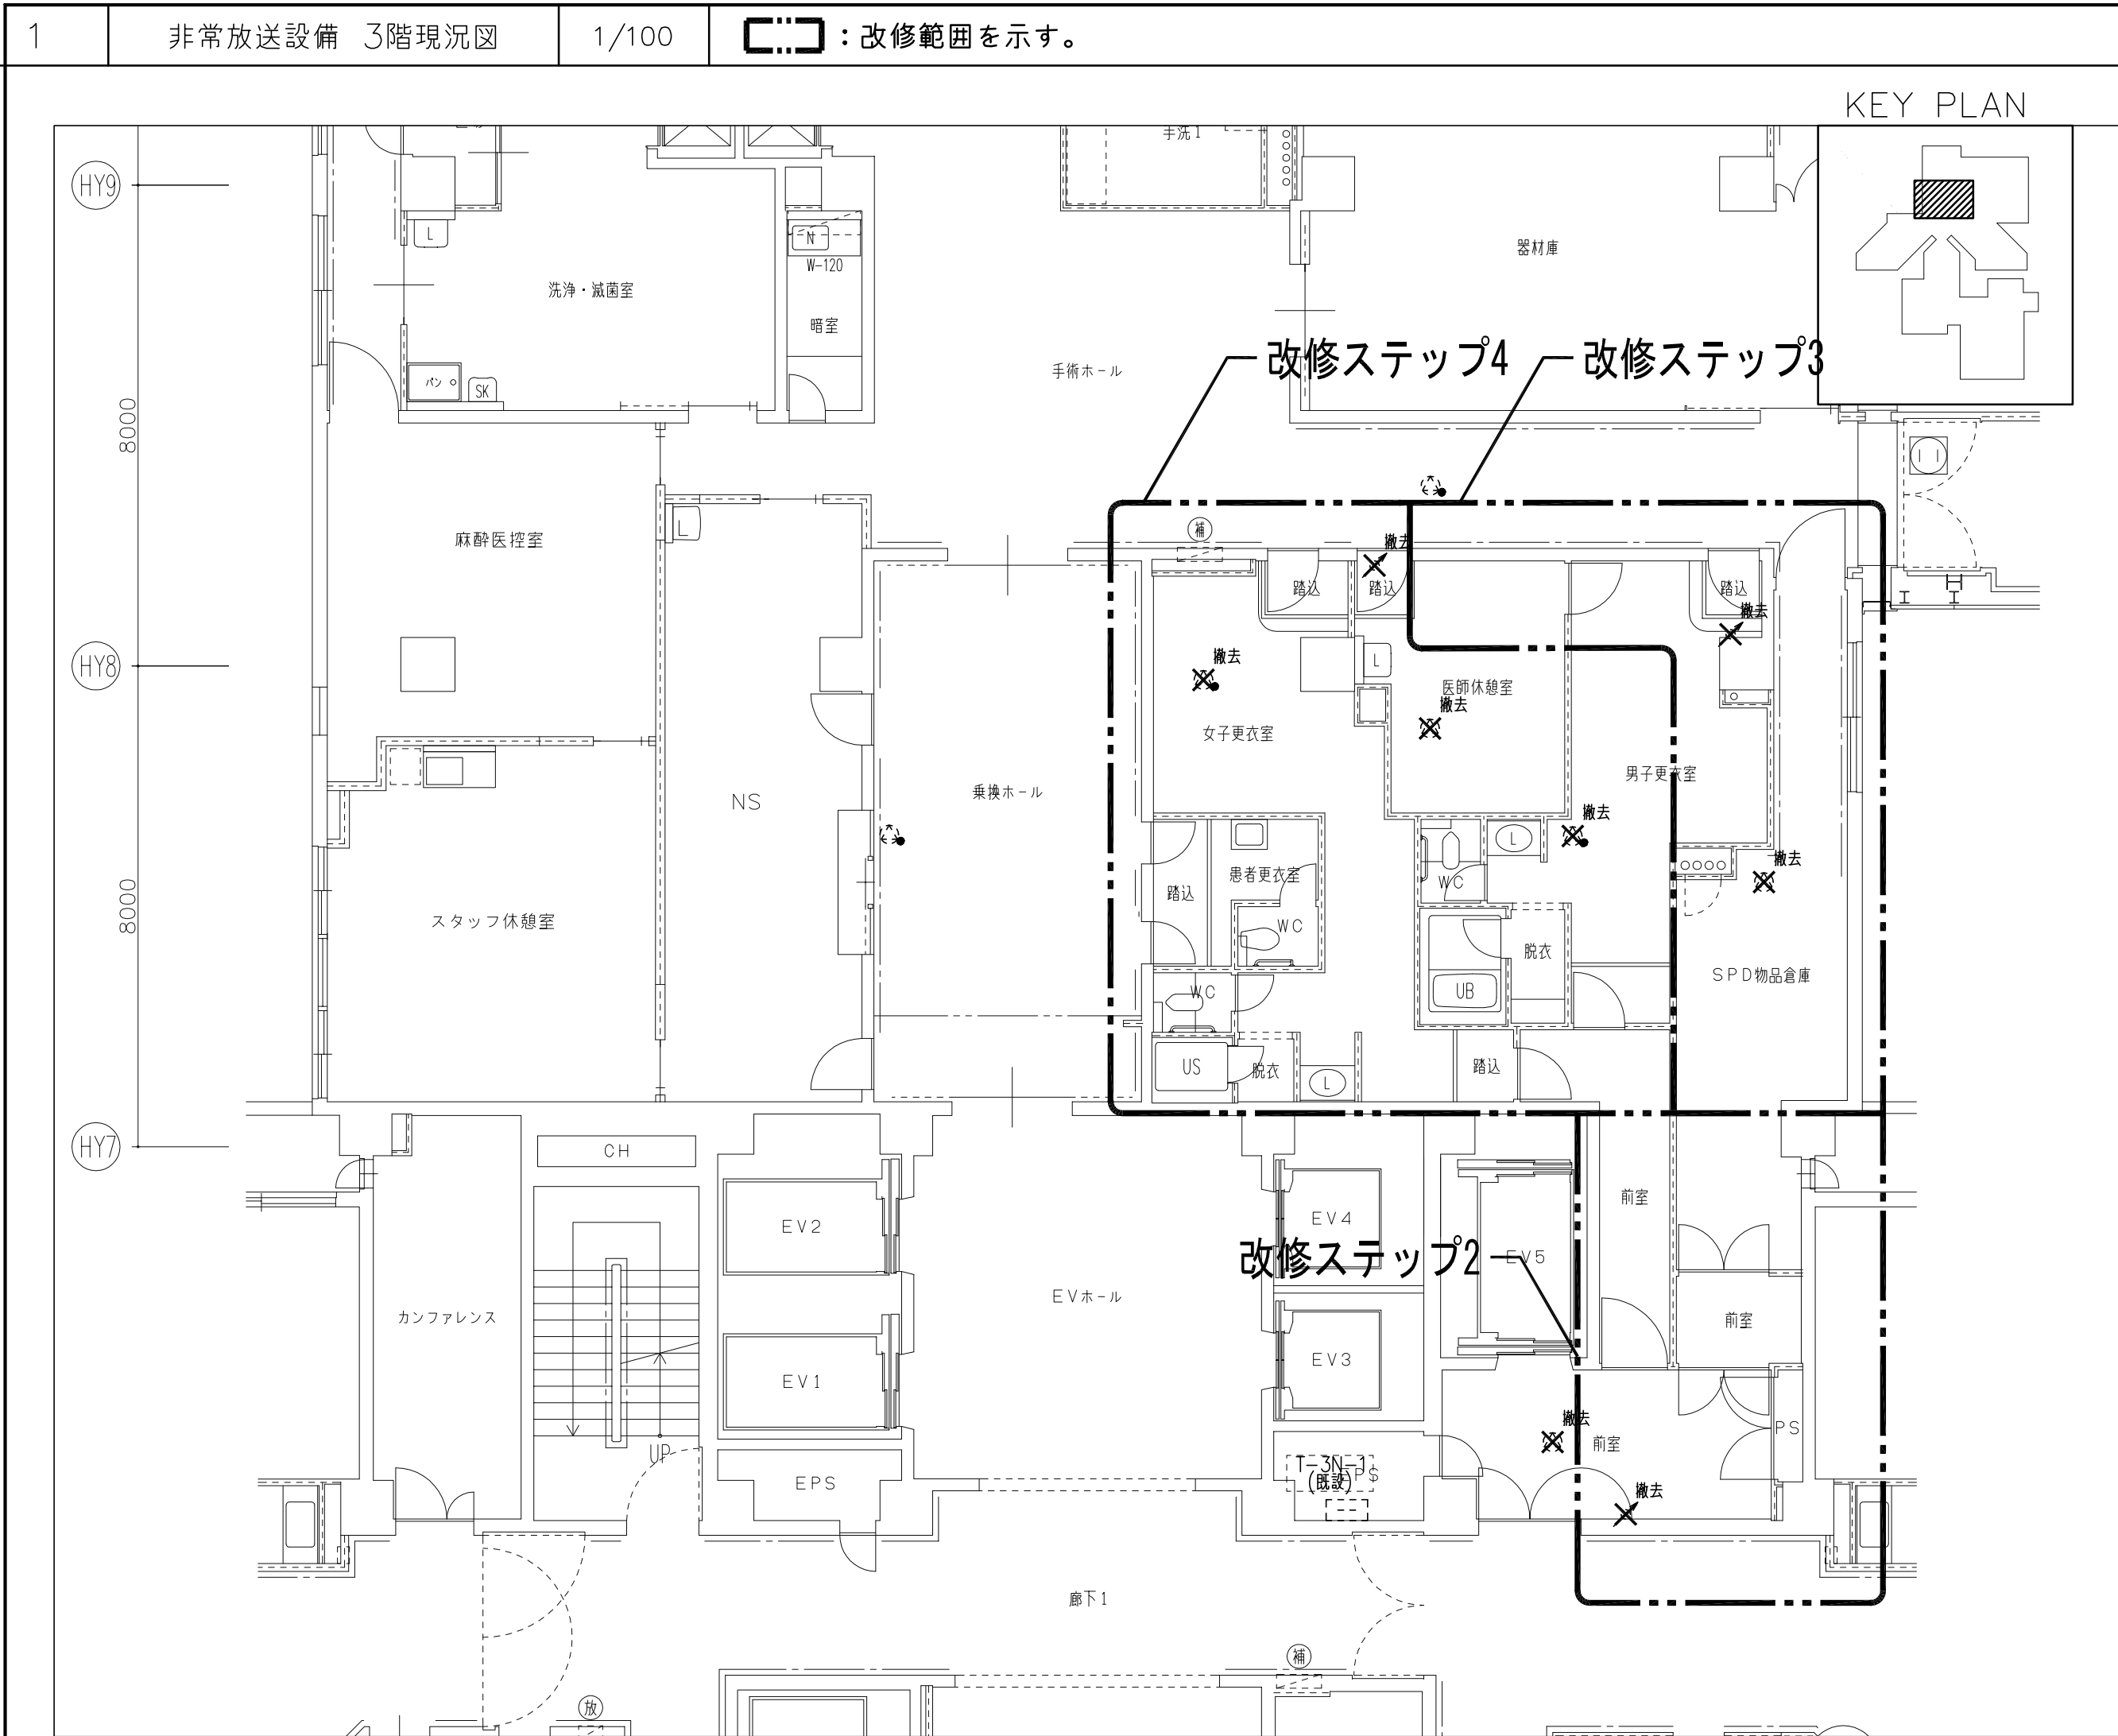 1 非常放送設備 3階現況図 1/100 :改修範囲を示す。
KEY PLAN
手洗1
HY9
L
N
W-120
器材庫
洗浄・滅菌室
暗室
手術ホール
改修ステップ4
改修ステップ3
パン
SK
8000
L
補
麻酔医控室
撤去
踏込
踏込
踏込
撤去
HY8
撤去
L
医師休憩室
撤去
女子更衣室
男子更衣室
NS
乗換ホール
撤去
L
撤去
患者更衣室
WC
踏込
8000
スタッフ休憩室
WC
脱衣
SPD物品倉庫
UB
WC
US
脱衣
L
踏込
HY7
CH
前室
EV2
EV4
改修ステップ2
EV5
EVホール
カンファレンス
前室
EV3
EV1
撤去
前室
PS
UP
T-3N-1
(既設)
EPS
EPS
撤去
廊下1
補
放